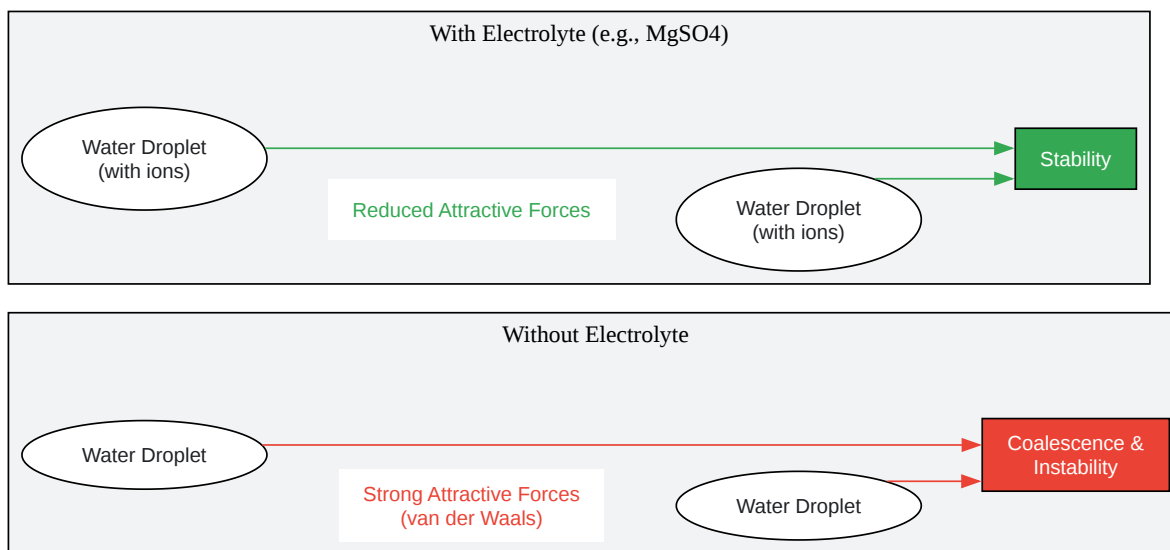 With Electrolyte (e.g., MgSO4)
Water Droplet
(with ions)
Stability
Reduced Attractive Forces
Water Droplet
(with ions)
Without Electrolyte
Water Droplet
Coalescence &
Instability
Strong Attractive Forces
(van der Waals)
Water Droplet